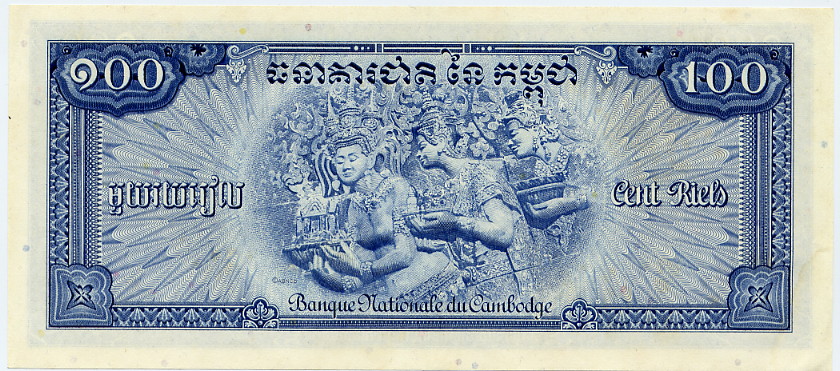 ១០០
ធនាគារជាតិ នៃ កម្ពុជា
100
មួយរយរៀល
Cent Riels
Banque Nationale du Cambodge